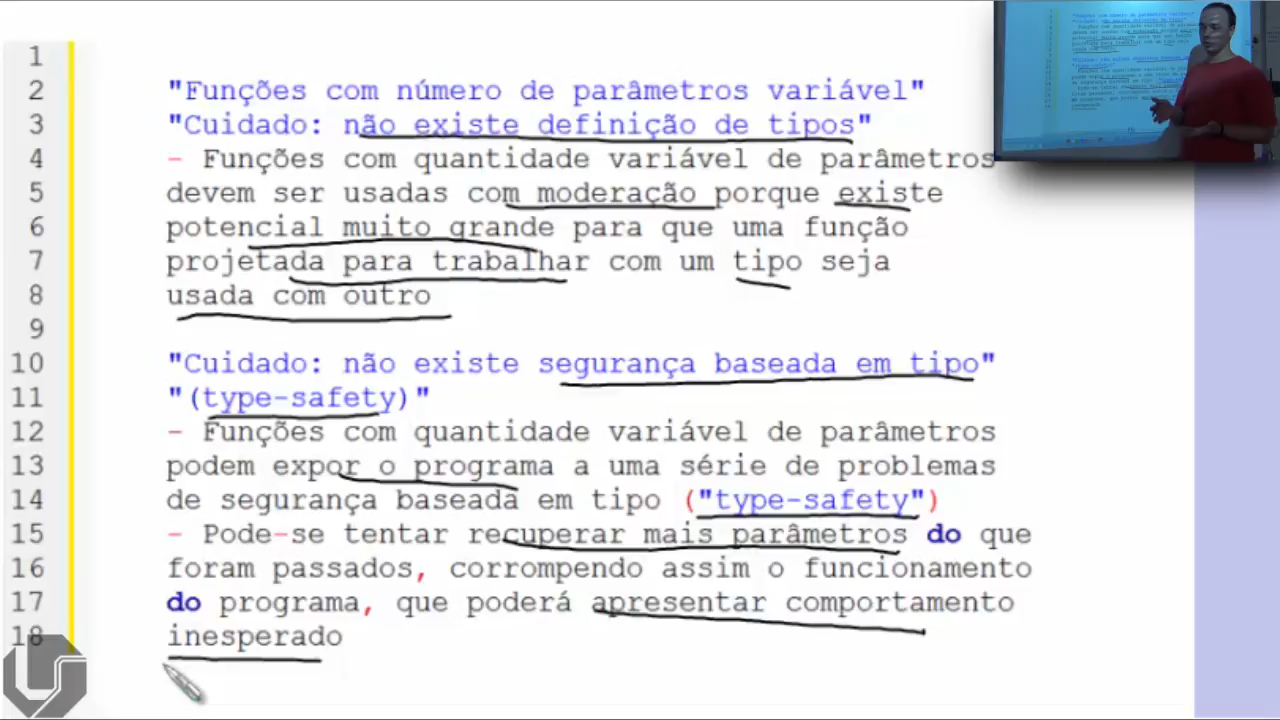 1
2 "Funções com número de parâmetros variável"
3 "Cuidado: não existe definição de tipos"
4 - Funções com quantidade variável de parâmetros
5 devem ser usadas com moderação porque existe
6 potencial muito grande para que uma função
7 projetada para trabalhar com um tipo seja
8 usada com outro
9
10 "Cuidado: não existe segurança baseada em tipo"
11 "(type-safety)"
12 - Funções com quantidade variável de parâmetros
13 podem expor o programa a uma série de problemas
14 de segurança baseada em tipo ("type-safety")
15 - Pode-se tentar recuperar mais parâmetros do que
16 foram passados, corrompendo assim o funcionamento
17 do programa, que poderá apresentar comportamento
18 inesperado